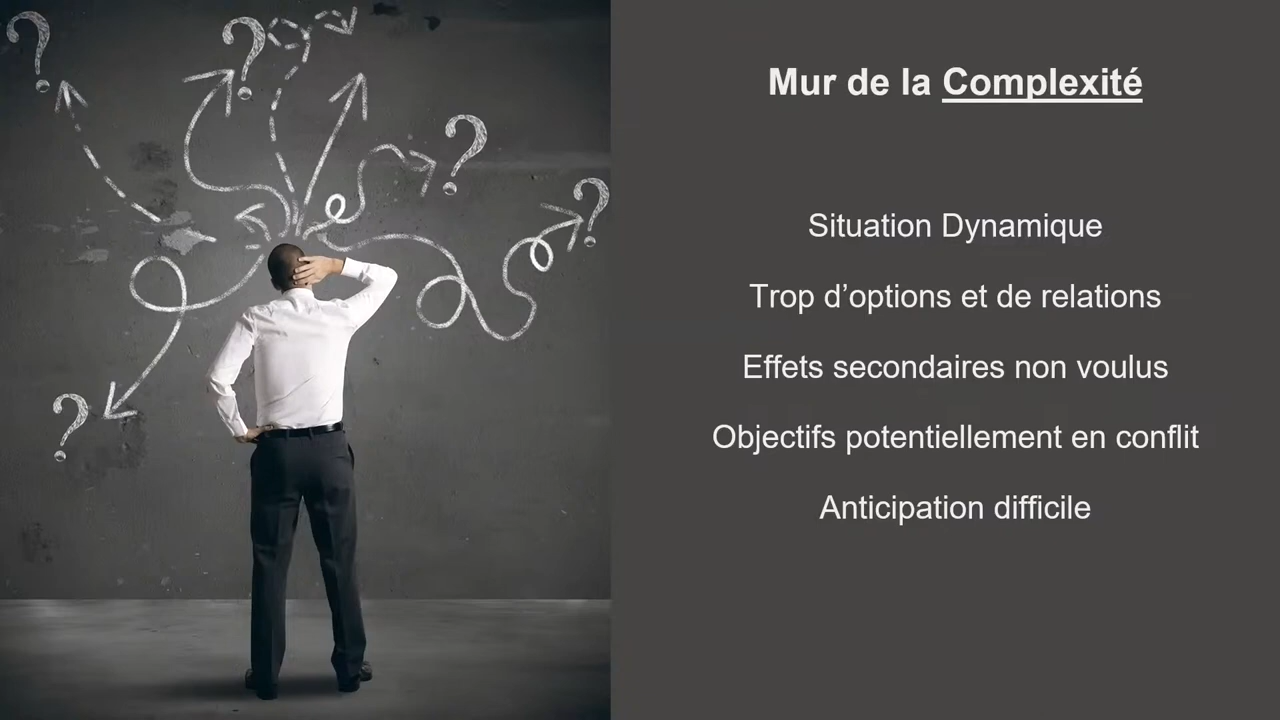 Mur de la Complexité
Situation Dynamique
Trop d’options et de relations
Effets secondaires non voulus
Objectifs potentiellement en conflit
Anticipation difficile